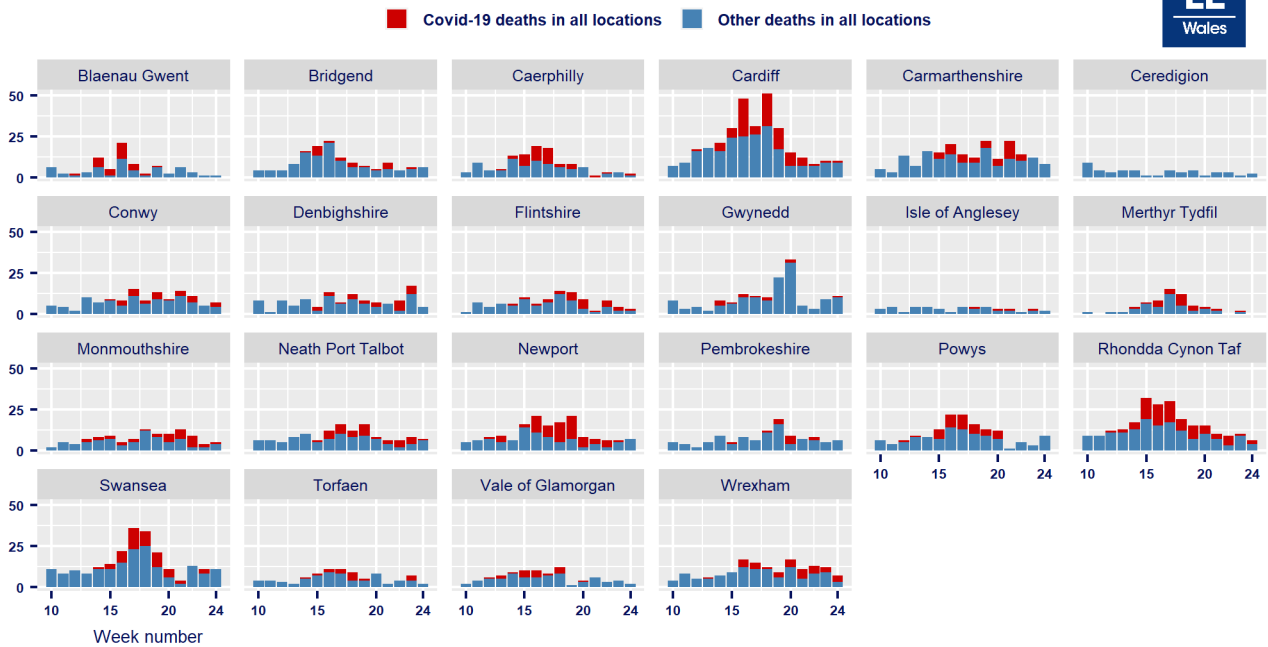 Covid-19 deaths in all locations Other deaths in all locations
Wales
Blaenau Gwent Bridgend Caerphilly Cardiff Carmarthenshire Ceredigion
50
25
0
Conwy Denbighshire Flintshire Gwynedd Isle of Anglesey Merthyr Tydfil
50
25
0
Monmouthshire Neath Port Talbot Newport Pembrokeshire Powys Rhondda Cynon Taf
50
25
0
10 15 20 24 10 15 20 24
Swansea Torfaen Vale of Glamorgan Wrexham
50
25
0
10 15 20 24 10 15 20 24 10 15 20 24 10 15 20 24
Week number